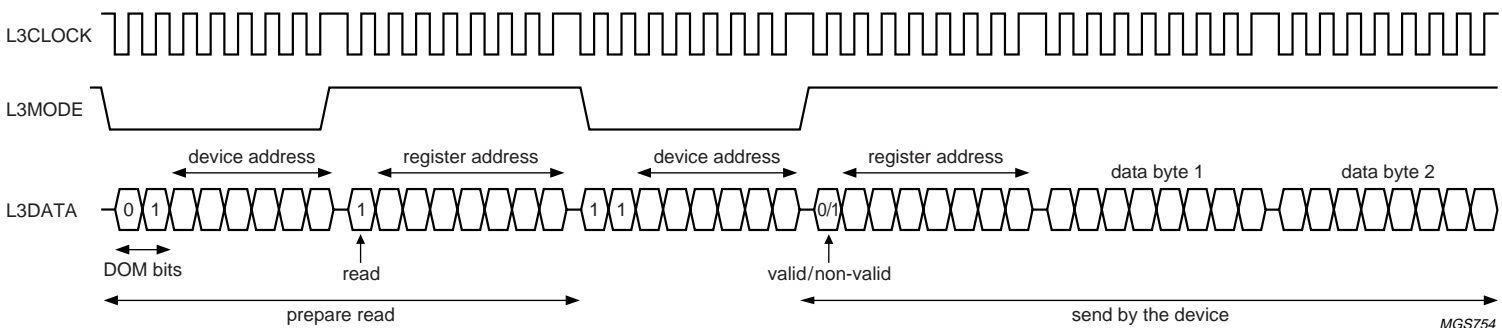 L3CLOCK
L3MODE
device address
register address
device address
register address
data byte 1
data byte 2
L3DATA
0 1
1
1 1
0/1
DOM bits
read
valid/non-valid
prepare read
send by the device
MGS754